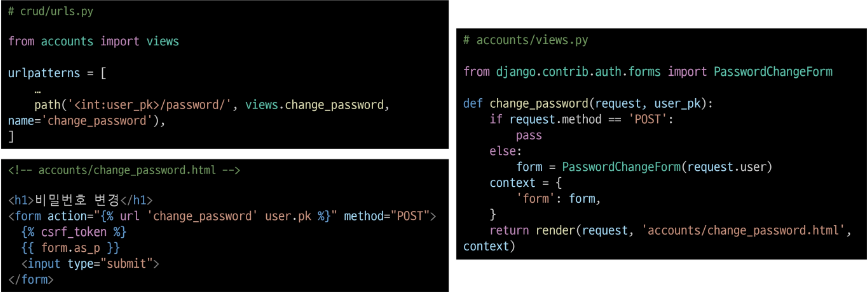 # crud/urls.py
from accounts import views
urlpatterns = [
…
path('<int:user_pk>/password/', views.change_password,
name='change_password'),
]
<!-- accounts/change_password.html -->
<h1>비밀번호 변경</h1>
<form action="{% url 'change_password' user.pk %}" method="POST">
{% csrf_token %}
{{ form.as_p }}
<input type="submit">
</form>
# accounts/views.py
from django.contrib.auth.forms import PasswordChangeForm
def change_password(request, user_pk):
if request.method == 'POST':
pass
else:
form = PasswordChangeForm(request.user)
context = {
'form': form,
}
return render(request, 'accounts/change_password.html',
context)